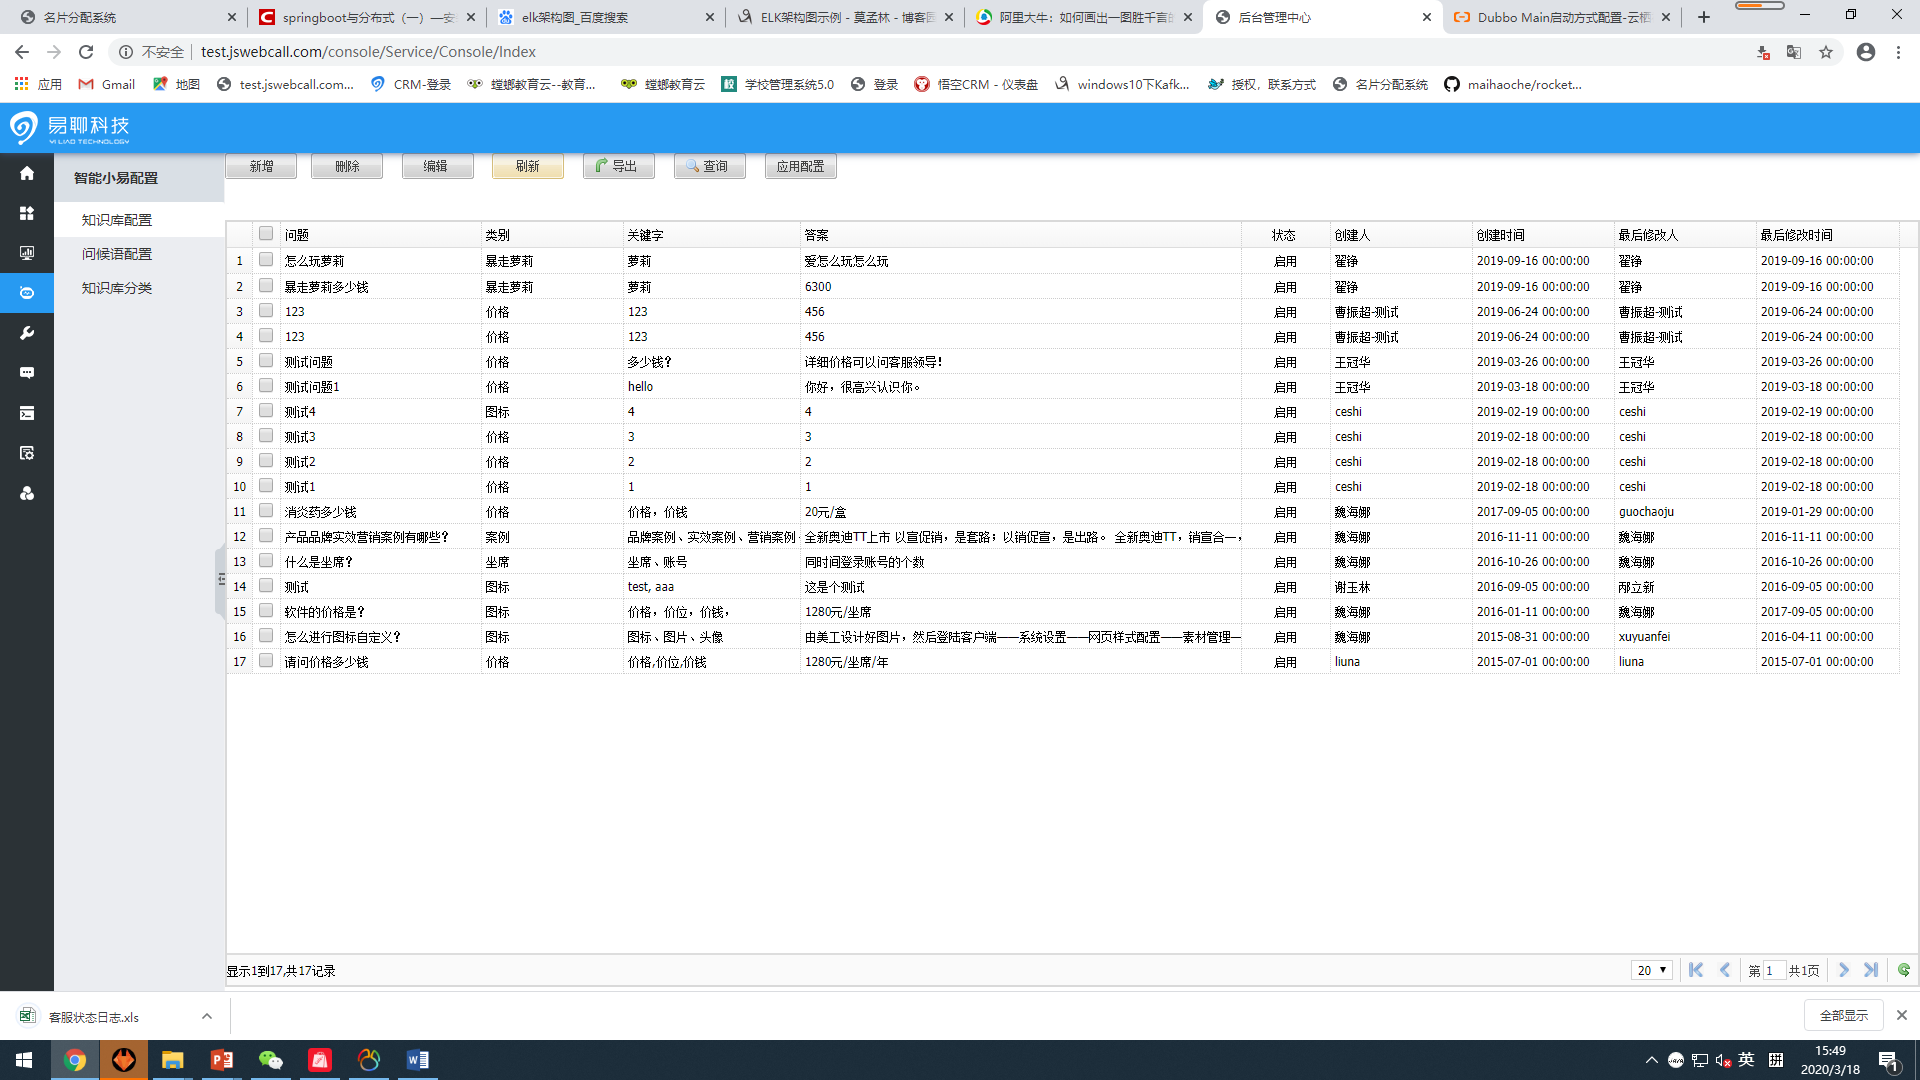 名片分配系统
springboot与分布式（一）—安
elk架构图_百度搜索
ELK架构图示例 - 莫孟林 - 博客园
阿里大牛：如何画出一图胜千言的
后台管理中心
Dubbo Main启动方式配置-云栖
不安全
test.jswebcall.com/console/Service/Console/Index
应用
Gmail
地图
test.jswebcall.com...
CRM-登录
螳螂教育云--教育...
螳螂教育云
学校管理系统5.0
登录
悟空CRM - 仪表盘
windows10下Kafk...
授权，联系方式
名片分配系统
maihaoche/rocket...
易聊科技
YI LIAO TECHNOLOGY
智能小易配置
知识库配置
问候语配置
知识库分类
新增 删除 编辑 刷新 导出 查询 应用配置
问题 类别 关键字 答案 状态 创建人 创建时间 最后修改人 最后修改时间
1 怎么玩萝莉 暴走萝莉 萝莉 爱怎么玩怎么玩 启用 翟铮 2019-09-16 00:00:00 翟铮 2019-09-16 00:00:00
2 暴走萝莉多少钱 暴走萝莉 萝莉 6300 启用 翟铮 2019-09-16 00:00:00 翟铮 2019-09-16 00:00:00
3 123 价格 123 456 启用 曹振超-测试 2019-06-24 00:00:00 曹振超-测试 2019-06-24 00:00:00
4 123 价格 123 456 启用 曹振超-测试 2019-06-24 00:00:00 曹振超-测试 2019-06-24 00:00:00
5 测试问题 价格 多少钱? 详细价格可以问客服领导! 启用 王冠华 2019-03-26 00:00:00 王冠华 2019-03-26 00:00:00
6 测试问题1 价格 hello 你好，很高兴认识你。 启用 王冠华 2019-03-18 00:00:00 王冠华 2019-03-18 00:00:00
7 测试4 图标 4 4 启用 ceshi 2019-02-19 00:00:00 ceshi 2019-02-19 00:00:00
8 测试3 价格 3 3 启用 ceshi 2019-02-18 00:00:00 ceshi 2019-02-18 00:00:00
9 测试2 价格 2 2 启用 ceshi 2019-02-18 00:00:00 ceshi 2019-02-18 00:00:00
10 测试1 价格 1 1 启用 ceshi 2019-02-18 00:00:00 ceshi 2019-02-18 00:00:00
11 消炎药多少钱 价格 价格，价钱 20元/盒 启用 魏海娜 2017-09-05 00:00:00 guochaoju 2019-01-29 00:00:00
12 产品品牌实效营销案例有哪些? 案例 品牌案例、实效案例、营销案例 全新奥迪TT上市 以宣促销，是套路；以销促宣，是出路。 全新奥迪TT，销宣合一， 启用 魏海娜 2016-11-11 00:00:00 魏海娜 2016-11-11 00:00:00
13 什么是坐席? 坐席 坐席、账号 同时间登录账号的个数 启用 魏海娜 2016-10-26 00:00:00 魏海娜 2016-10-26 00:00:00
14 测试 图标 test, aaa 这是个测试 启用 谢玉林 2016-09-05 00:00:00 邴立新 2016-09-05 00:00:00
15 软件的价格是? 图标 价格，价位，价钱， 1280元/坐席 启用 魏海娜 2016-01-11 00:00:00 魏海娜 2017-09-05 00:00:00
16 怎么进行图标自定义? 图标 图标、图片、头像 由美工设计好图片，然后登陆客户端——系统设置——网页样式配置——素材管理— 启用 魏海娜 2015-08-31 00:00:00 xuyuanfei 2016-04-11 00:00:00
17 请问价格多少钱 价格 价格,价位,价钱 1280元/坐席/年 启用 liuna 2015-07-01 00:00:00 liuna 2015-07-01 00:00:00
显示1到17,共17记录
20
第 1 共1页
客服状态日志.xls
全部显示
英
拼
15:49
2020/3/18
1